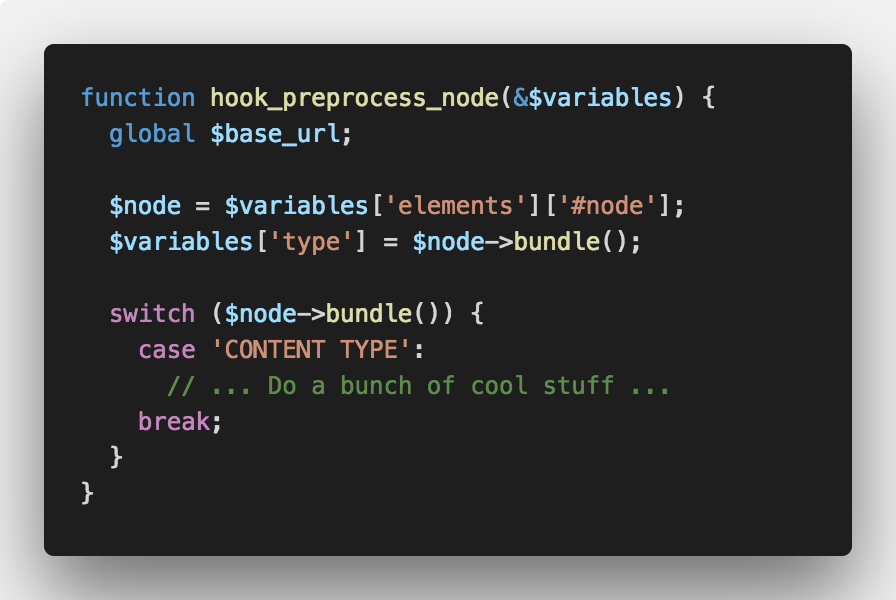 function hook_preprocess_node(&$variables) {
  global $base_url;

  $node = $variables['elements']['#node'];
  $variables['type'] = $node->bundle();

  switch ($node->bundle()) {
    case 'CONTENT TYPE':
      // ... Do a bunch of cool stuff ...
    break;
  }
}